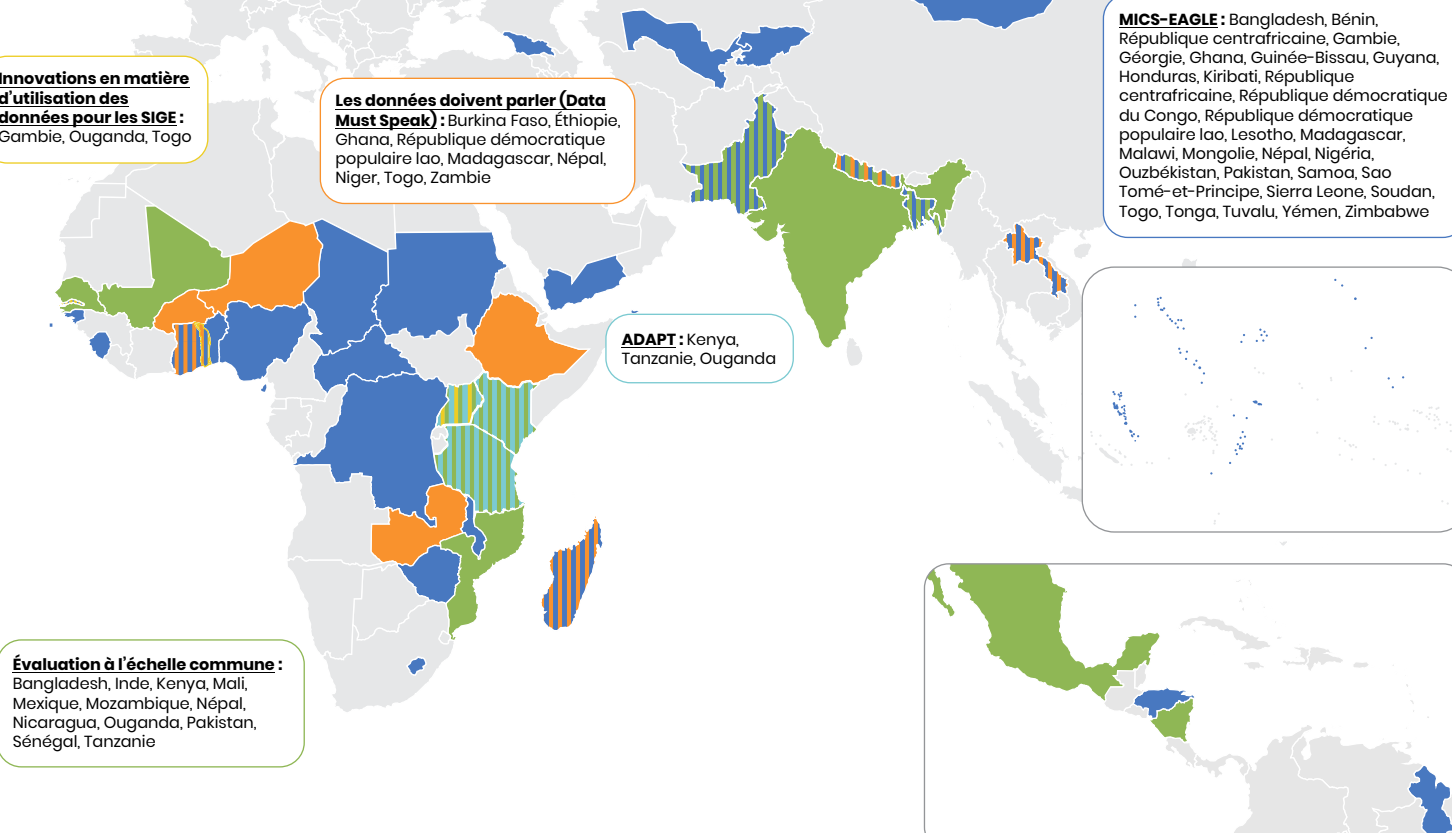 Innovations en matière
d'utilisation des
données pour les SIGE :
Gambie, Ouganda, Togo
Les données doivent parler (Data
Must Speak) : Burkina Faso, Éthiopie,
Ghana, République démocratique
populaire lao, Madagascar, Népal,
Niger, Togo, Zambie
MICS-EAGLE : Bangladesh, Bénin,
République centrafricaine, Gambie,
Géorgie, Ghana, Guinée-Bissau, Guyana,
Honduras, Kiribati, République
centrafricaine, République démocratique
du Congo, République démocratique
populaire lao, Lesotho, Madagascar,
Malawi, Mongolie, Népal, Nigéria,
Ouzbékistan, Pakistan, Samoa, Sao
Tomé-et-Principe, Sierra Leone, Soudan,
Togo, Tonga, Tuvalu, Yémen, Zimbabwe
ADAPT : Kenya,
Tanzanie, Ouganda
Évaluation à l'échelle commune :
Bangladesh, Inde, Kenya, Mali,
Mexique, Mozambique, Népal,
Nicaragua, Ouganda, Pakistan,
Sénégal, Tanzanie